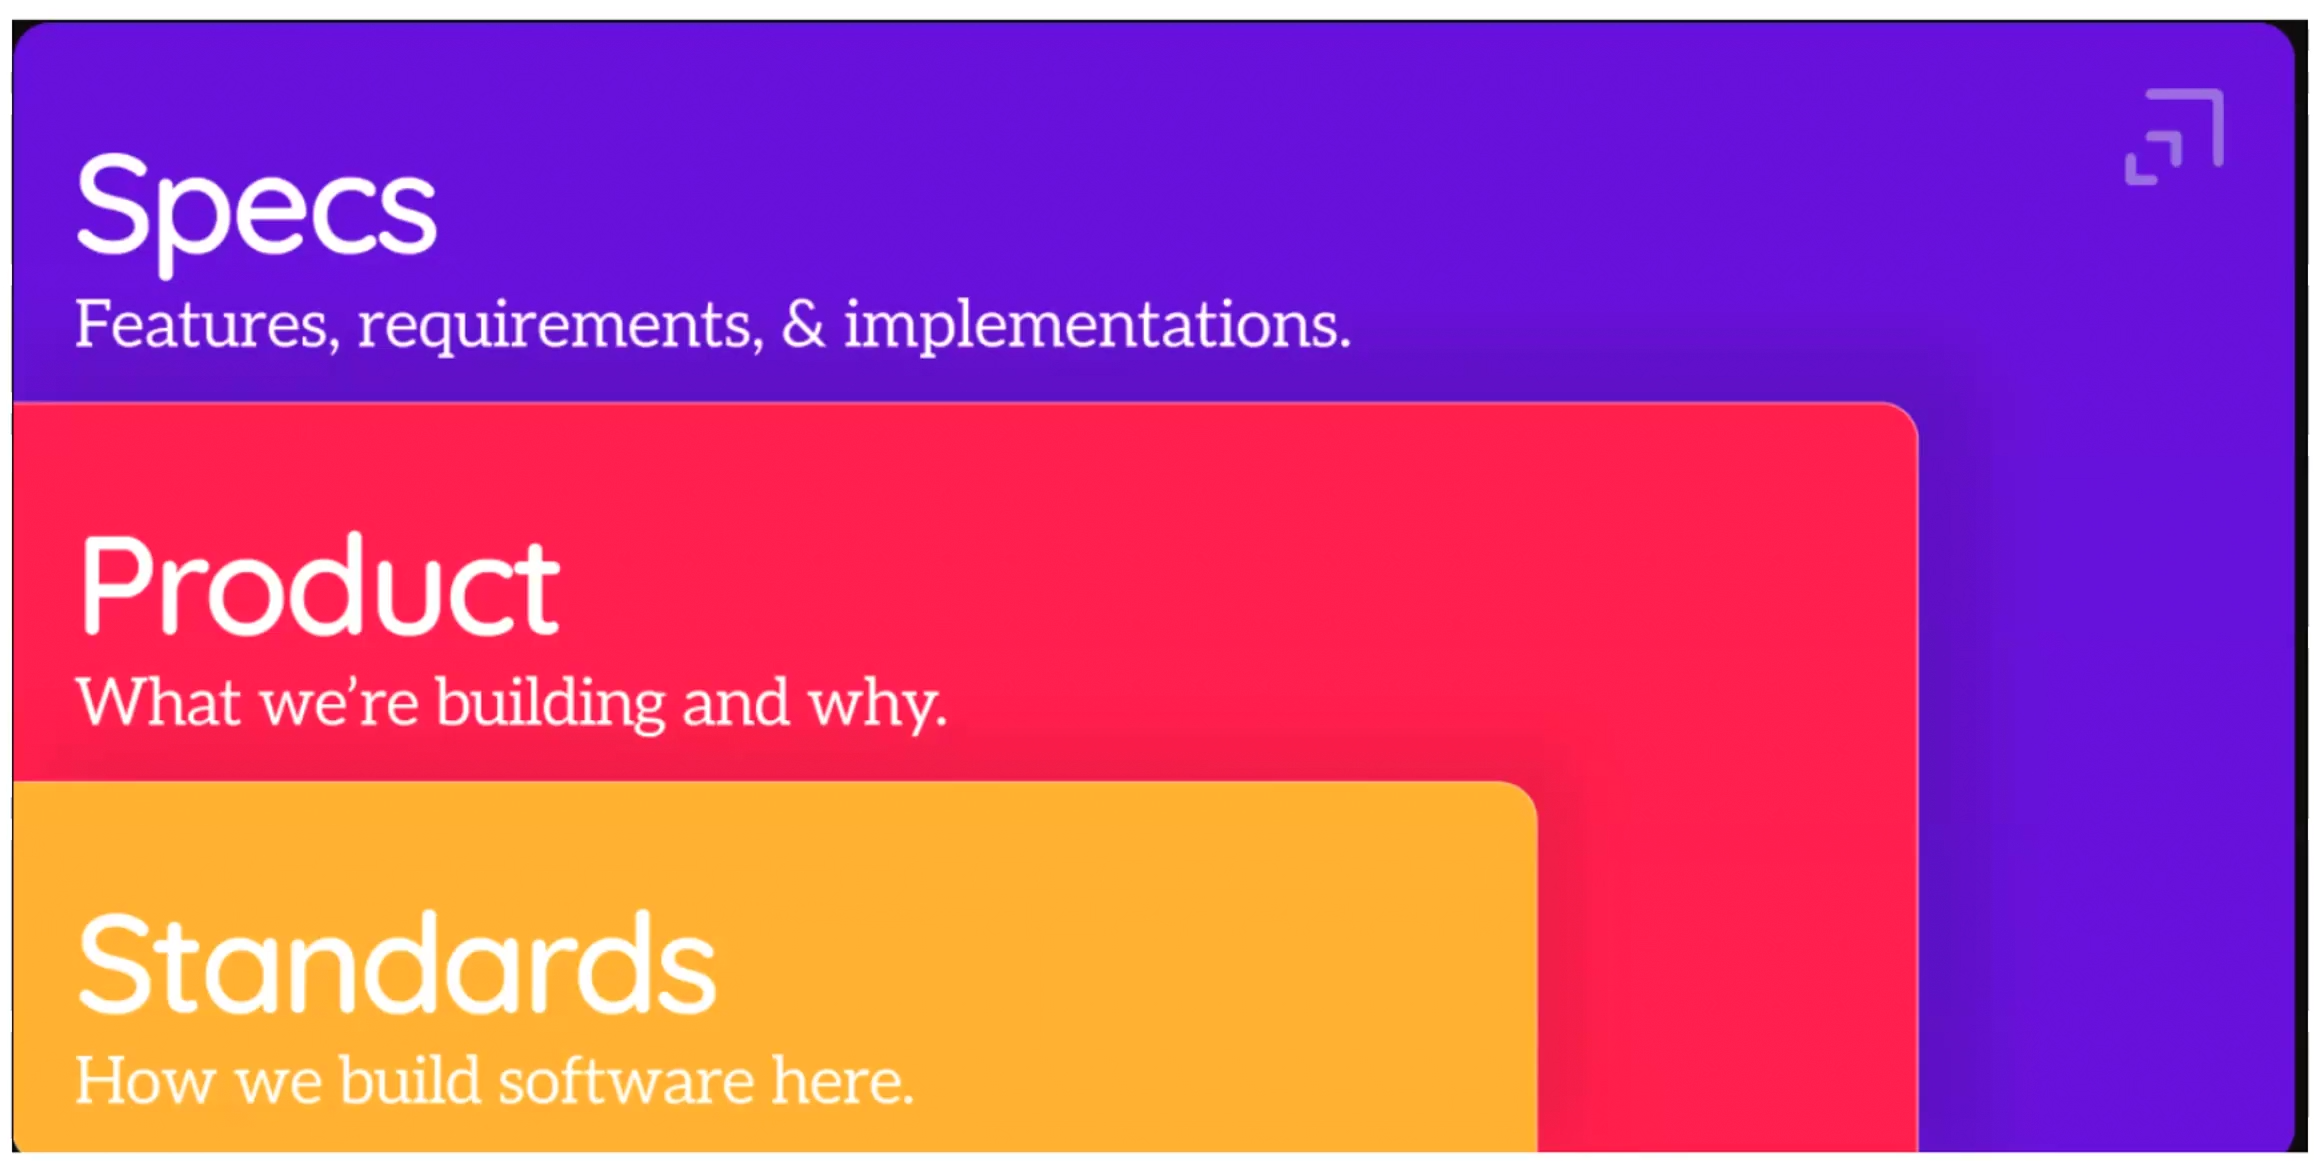 Specs
Features, requirements, & implementations.
Product
What we’re building and why.
Standards
How we build software here.